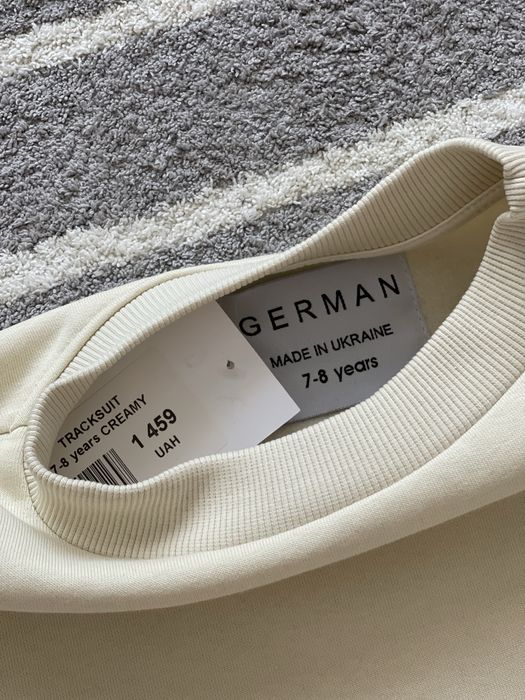 GERMAN
MADE IN UKRAINE
7-8 years
TRACKSUIT
7-8 years CREAMY
1 459
UAH